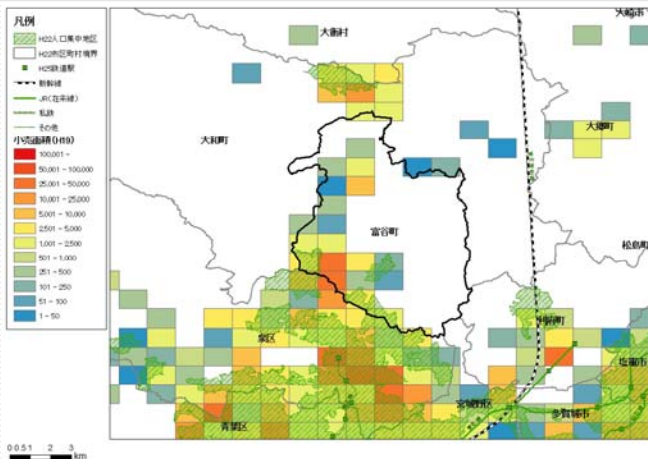 凡例
H22人口集中地区
H22市区町村境界
H25鉄道駅
新幹線
JR(在来線)
私鉄
その他
小売面積(H19)
100,001 -
50,001 - 100,000
25,001 - 50,000
10,001 - 25,000
5,001 - 10,000
2,501 - 5,000
1,001 - 2,500
501 - 1,000
251 - 500
101 - 250
51 - 100
1 - 50
大衡村
大崎市
大和町
大郷町
富谷町
松島町
利府町
泉区
塩竈市
宮城野区
多賀城市
青葉区
0 0.5 1 2 3
km